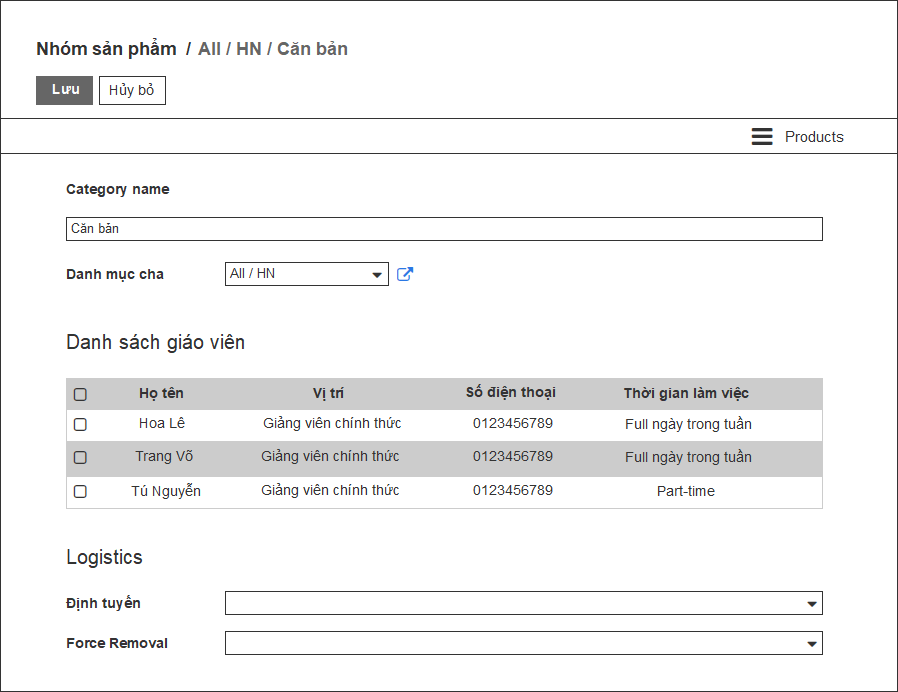 Nhóm sản phẩm / All / HN / Căn bản
Lưu Hủy bỏ
Products
Category name
Căn bản
Danh mục cha All / HN
Danh sách giáo viên
Họ tên Vị trí Số điện thoại Thời gian làm việc
Hoa Lê Giảng viên chính thức 0123456789 Full ngày trong tuần
Trang Võ Giảng viên chính thức 0123456789 Full ngày trong tuần
Tú Nguyễn Giảng viên chính thức 0123456789 Part-time
Logistics
Định tuyến
Force Removal